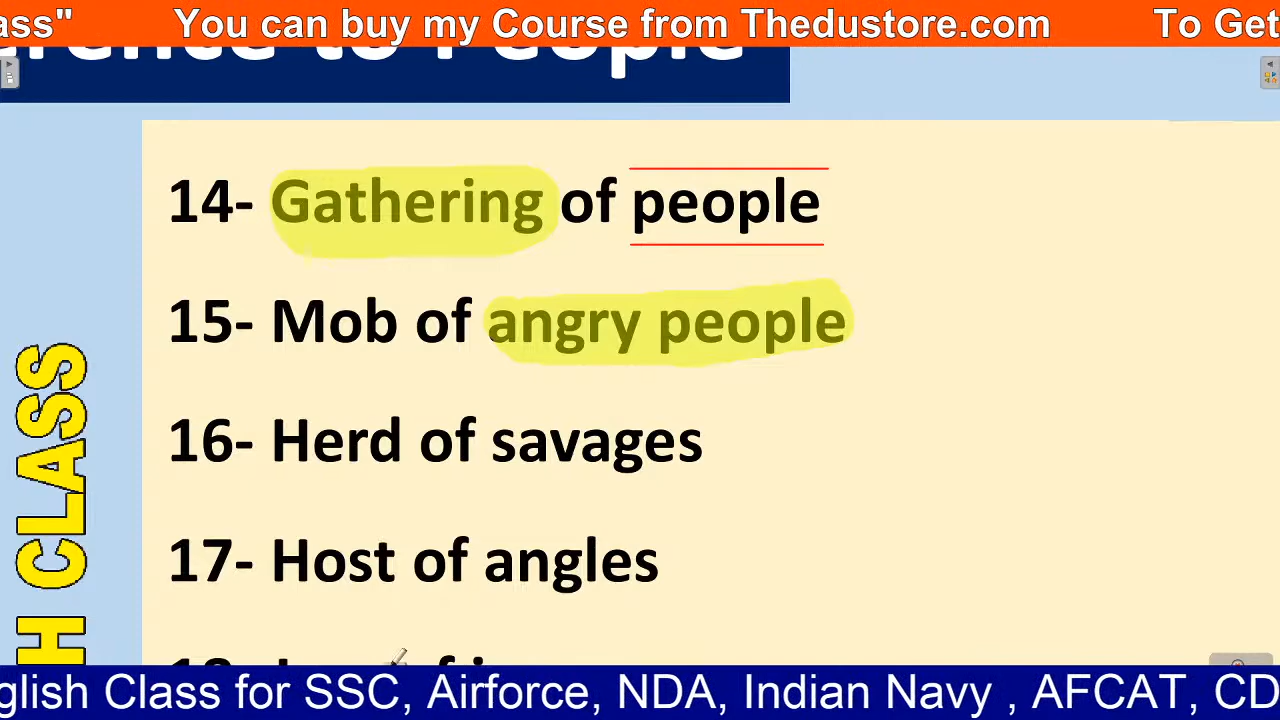 ass" You can buy my Course from Thedustore.com To Get
to People
14- Gathering of people
15- Mob of angry people
16- Herd of savages
17- Host of angles
H CLASS
glish Class for SSC, Airforce, NDA, Indian Navy , AFCAT, CD